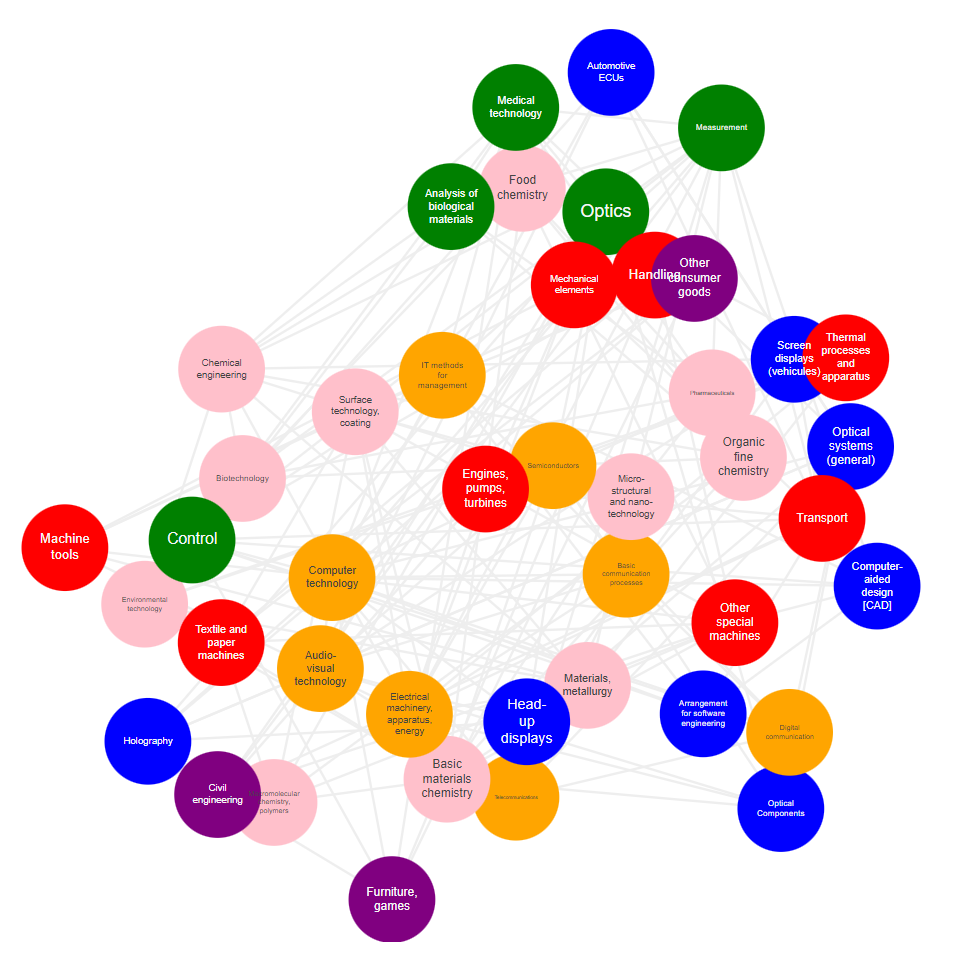 Automotive
ECUs
Medical
technology
Measurement
Food
chemistry
Analysis of
biological
materials
Optics
Mechanical
elements
Handling
Other
consumer
goods
Screen
displays
(vehicules)
Thermal
processes
and
apparatus
Chemical
engineering
IT methods
for
management
Surface
technology,
coating
Pharmaceuticals
Optical
systems
(general)
Organic
fine
chemistry
Biotechnology
Engines,
pumps,
turbines
Semiconductors
Micro-
structural
and nano-
technology
Transport
Machine
tools
Control
Computer
technology
Basic
communication
processes
Computer-
aided
design
[CAD]
Environmental
technology
Textile and
paper
machines
Other
special
machines
Audio-
visual
technology
Materials,
metallurgy
Electrical
machinery,
apparatus,
energy
Head-
up
displays
Arrangement
for software
engineering
Digital
communication
Holography
Basic
materials
chemistry
Civil
engineering
chemistry,
polymers
Telecommunications
Optical
Components
Furniture,
games